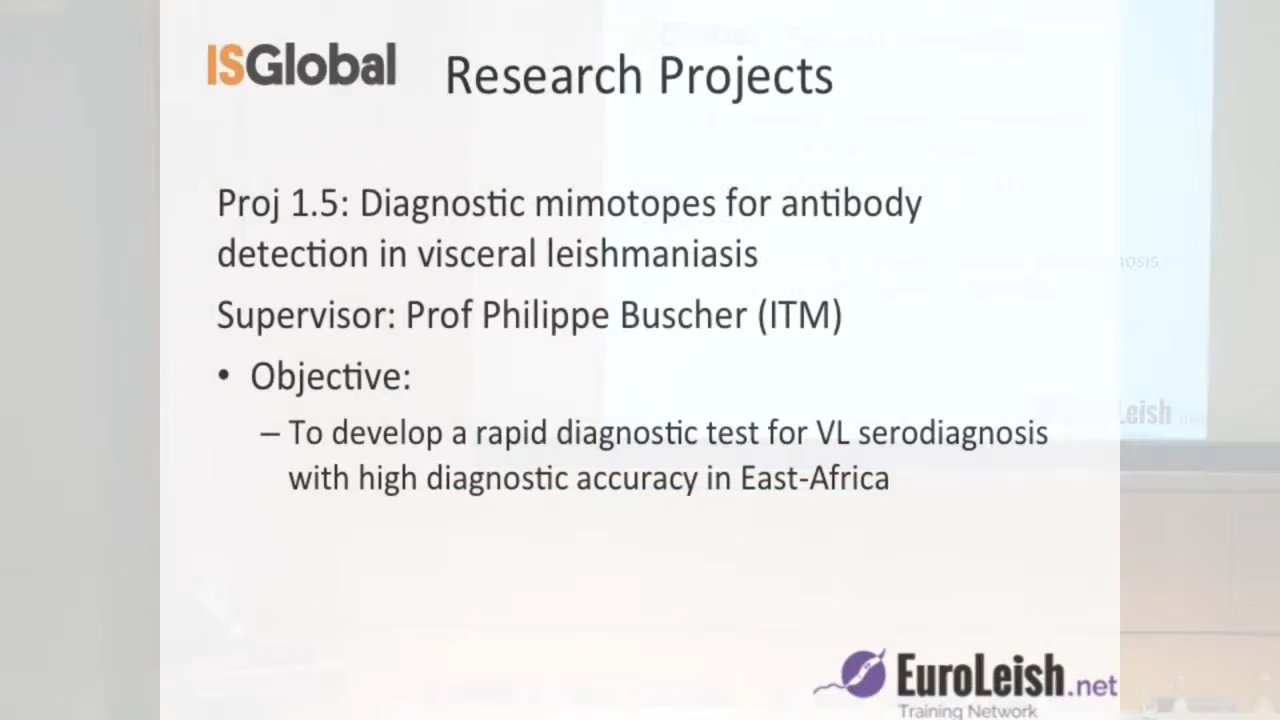 ISGlobal
Research Projects
Proj 1.5: Diagnostic mimotopes for antibody
detection in visceral leishmaniasis
Supervisor: Prof Philippe Buscher (ITM)
• Objective:
– To develop a rapid diagnostic test for VL serodiagnosis
with high diagnostic accuracy in East-Africa
EuroLeish.net
Training Network